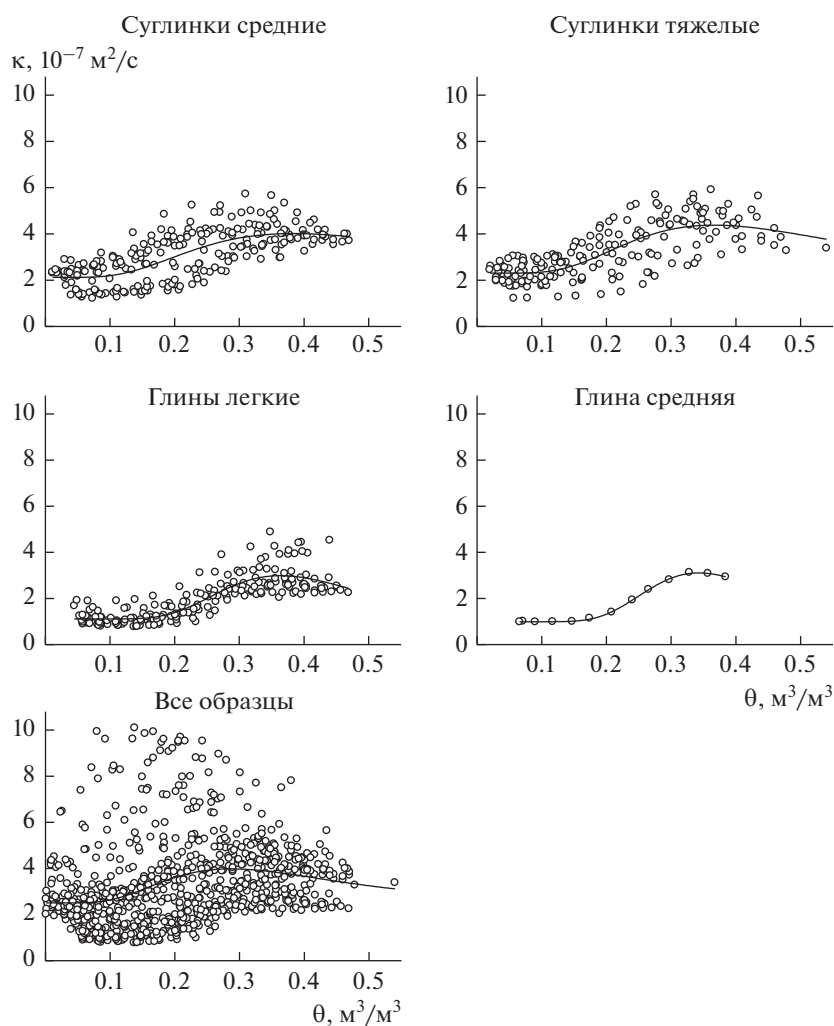 Суглинки средние
Суглинки тяжелые
κ, 10⁻⁷ м²/с
10
8
6
4
2
0
0.1 0.2 0.3 0.4 0.5
10
8
6
4
2
0
0.1 0.2 0.3 0.4 0.5
Глины легкие
Глина средняя
10
8
6
4
2
0
0.1 0.2 0.3 0.4 0.5
10
8
6
4
2
0
0.1 0.2 0.3 0.4 0.5
θ, м³/м³
Все образцы
10
8
6
4
2
0
0.1 0.2 0.3 0.4 0.5
θ, м³/м³